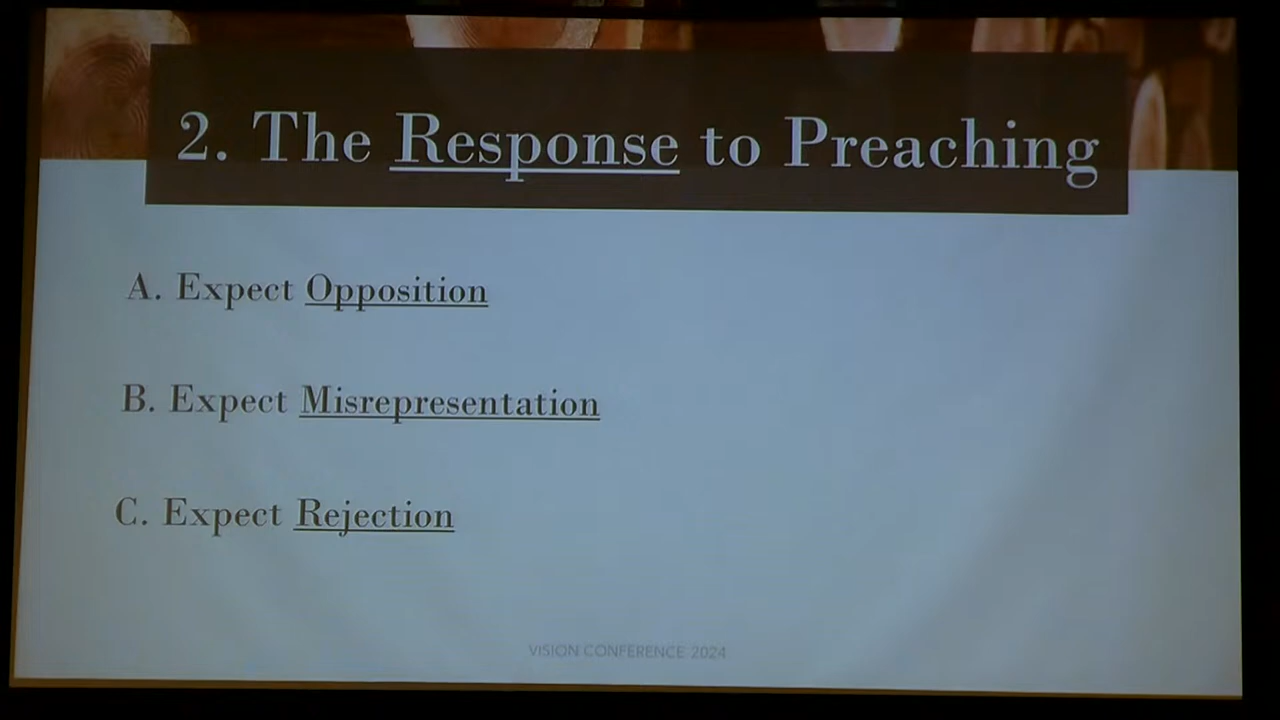 2. The Response to Preaching
A. Expect Opposition
B. Expect Misrepresentation
C. Expect Rejection
VISION CONFERENCE 2024